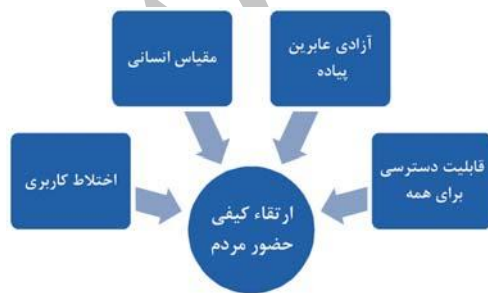 آزادی عابرین
پیاده
مقیاس انسانی
قابلیت دسترسی
برای همه
اختلاط کاربری
ارتقاء کیفی
حضور مردم